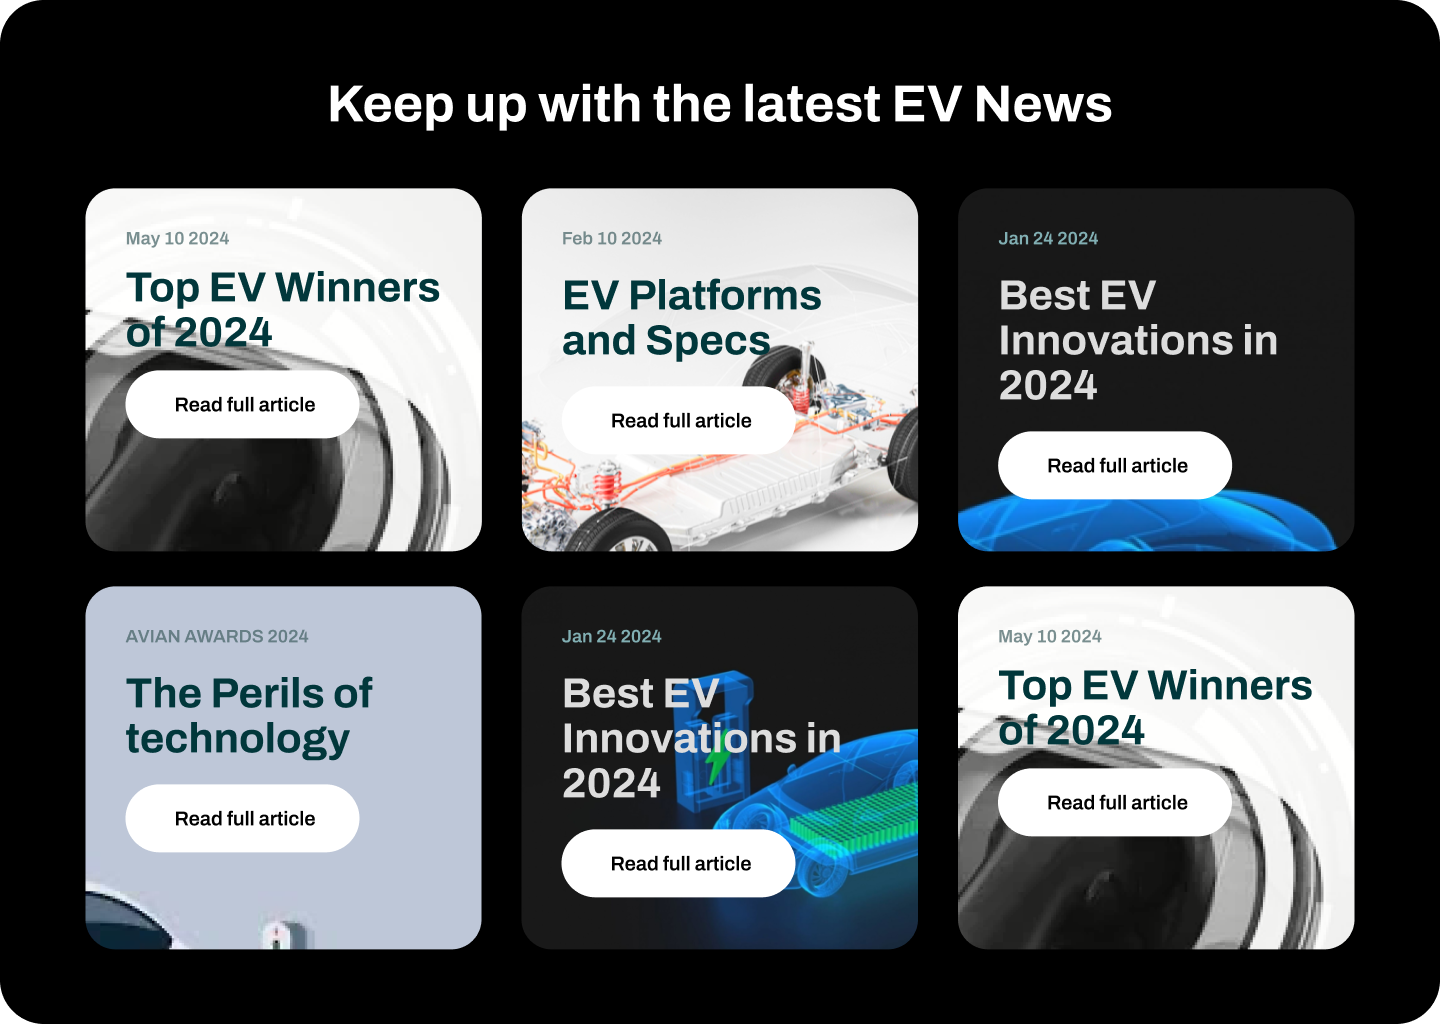 Keep up with the latest EV News
May 10 2024
Top EV Winners
of 2024
Read full article
Feb 10 2024
EV Platforms
and Specs
Read full article
Jan 24 2024
Best EV
Innovations in
2024
Read full article
AVIAN AWARDS 2024
The Perils of
technology
Read full article
Jan 24 2024
Best EV
Innovations in
2024
Read full article
May 10 2024
Top EV Winners
of 2024
Read full article